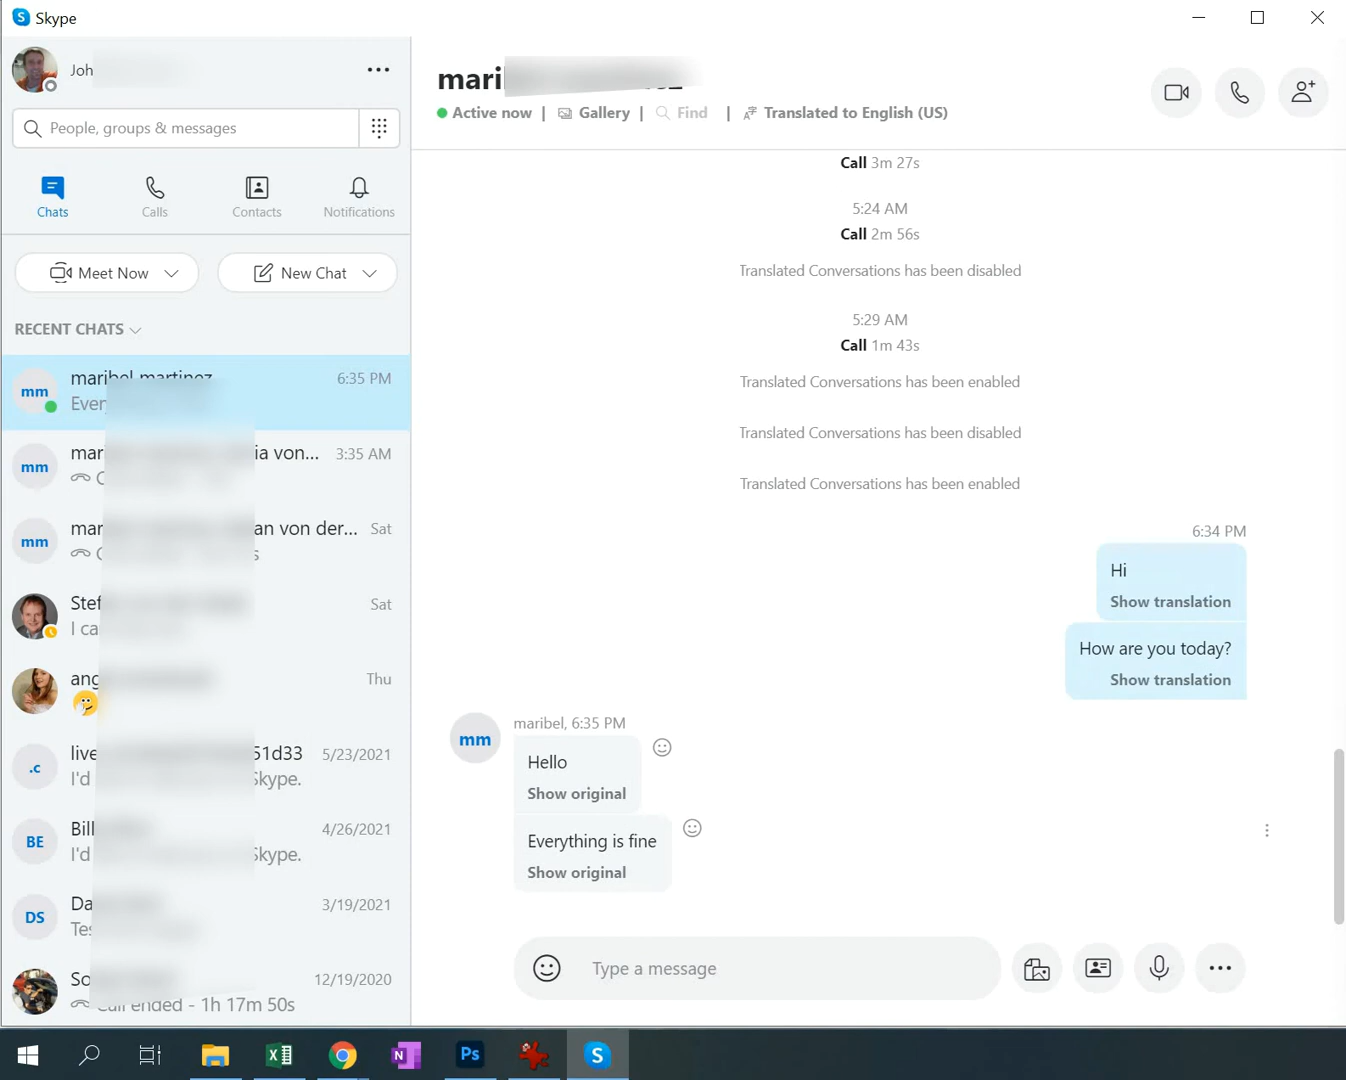 Skype
Joh
People, groups & messages
Chats
Calls
Contacts
Notifications
Meet Now
New Chat
RECENT CHATS
maribel martinez 6:35 PM
Ever
mm
mari ia von... 3:35 AM
mm
mar an von der... Sat
mm
Stef Sat
I ca
ang Thu
live 51d33 5/23/2021
.c
I'd Skype.
Bill 4/26/2021
BE
I'd Skype.
Da 3/19/2021
DS
Tes
So 12/19/2020
Call ended - 1h 17m 50s
mari
Active now | Gallery | Find | Translated to English (US)
Call 3m 27s
5:24 AM
Call 2m 56s
Translated Conversations has been disabled
5:29 AM
Call 1m 43s
Translated Conversations has been enabled
Translated Conversations has been disabled
Translated Conversations has been enabled
6:34 PM
Hi
Show translation
How are you today?
Show translation
maribel, 6:35 PM
mm
Hello
Show original
Everything is fine
Show original
Type a message
N
Ps
S